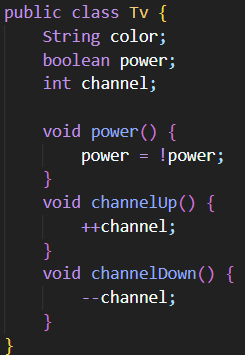 public class Tv {
    String color;
    boolean power;
    int channel;

    void power() {
        power = !power;
    }
    void channelUp() {
        ++channel;
    }
    void channelDown() {
        --channel;
    }
}